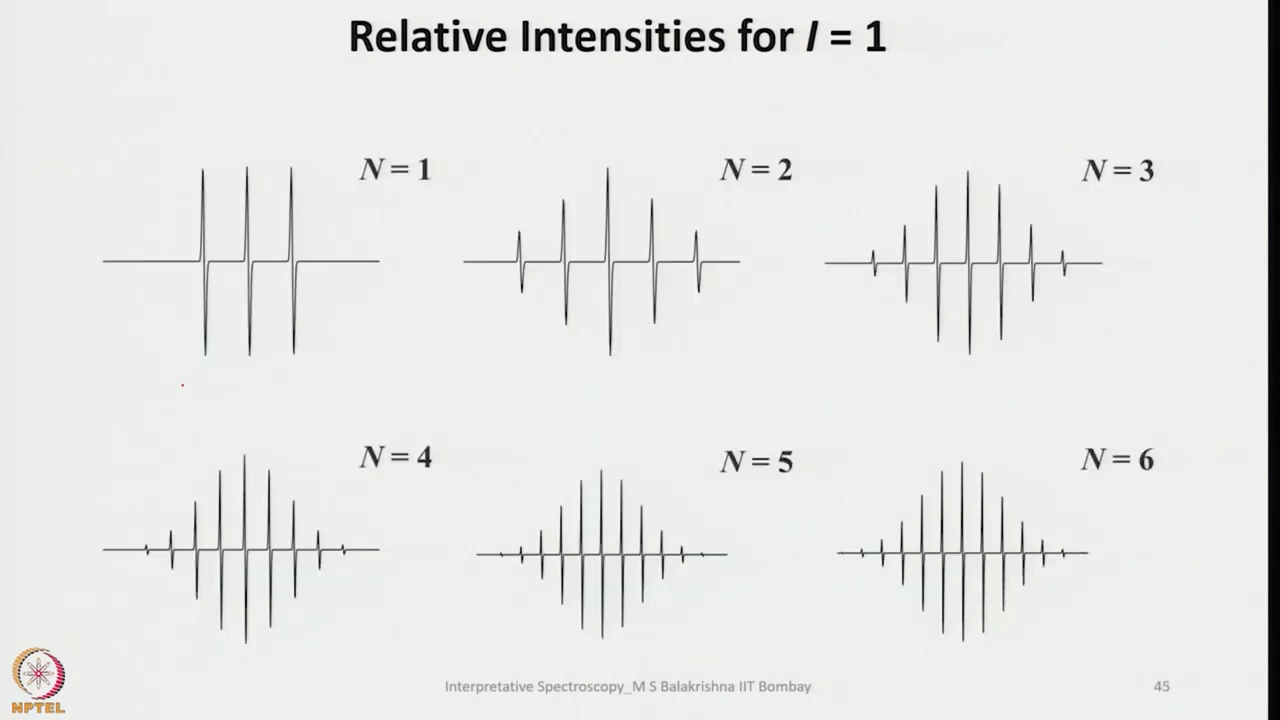 Relative Intensities for I = 1
N = 1
N = 2
N = 3
N = 4
N = 5
N = 6
Interpretative Spectroscopy_M S Balakrishna IIT Bombay
45
NPTEL